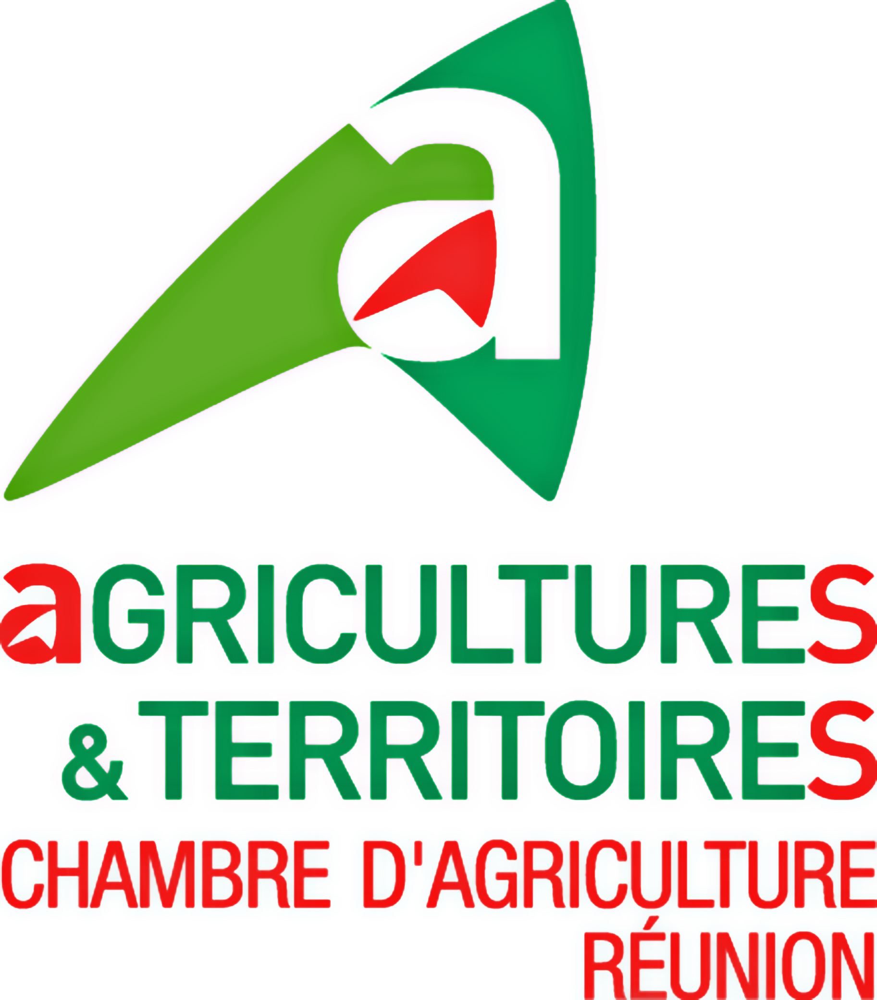 aGRICULTURES
& TERRITOIRES
CHAMBRE D'AGRICULTURE
RÉUNION